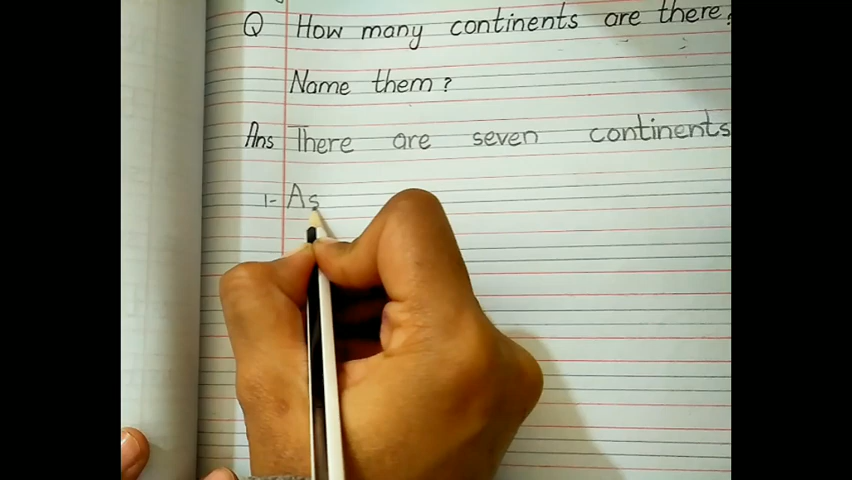 Q How many continents are there?
Name them?
Ans There are seven continents
1- As